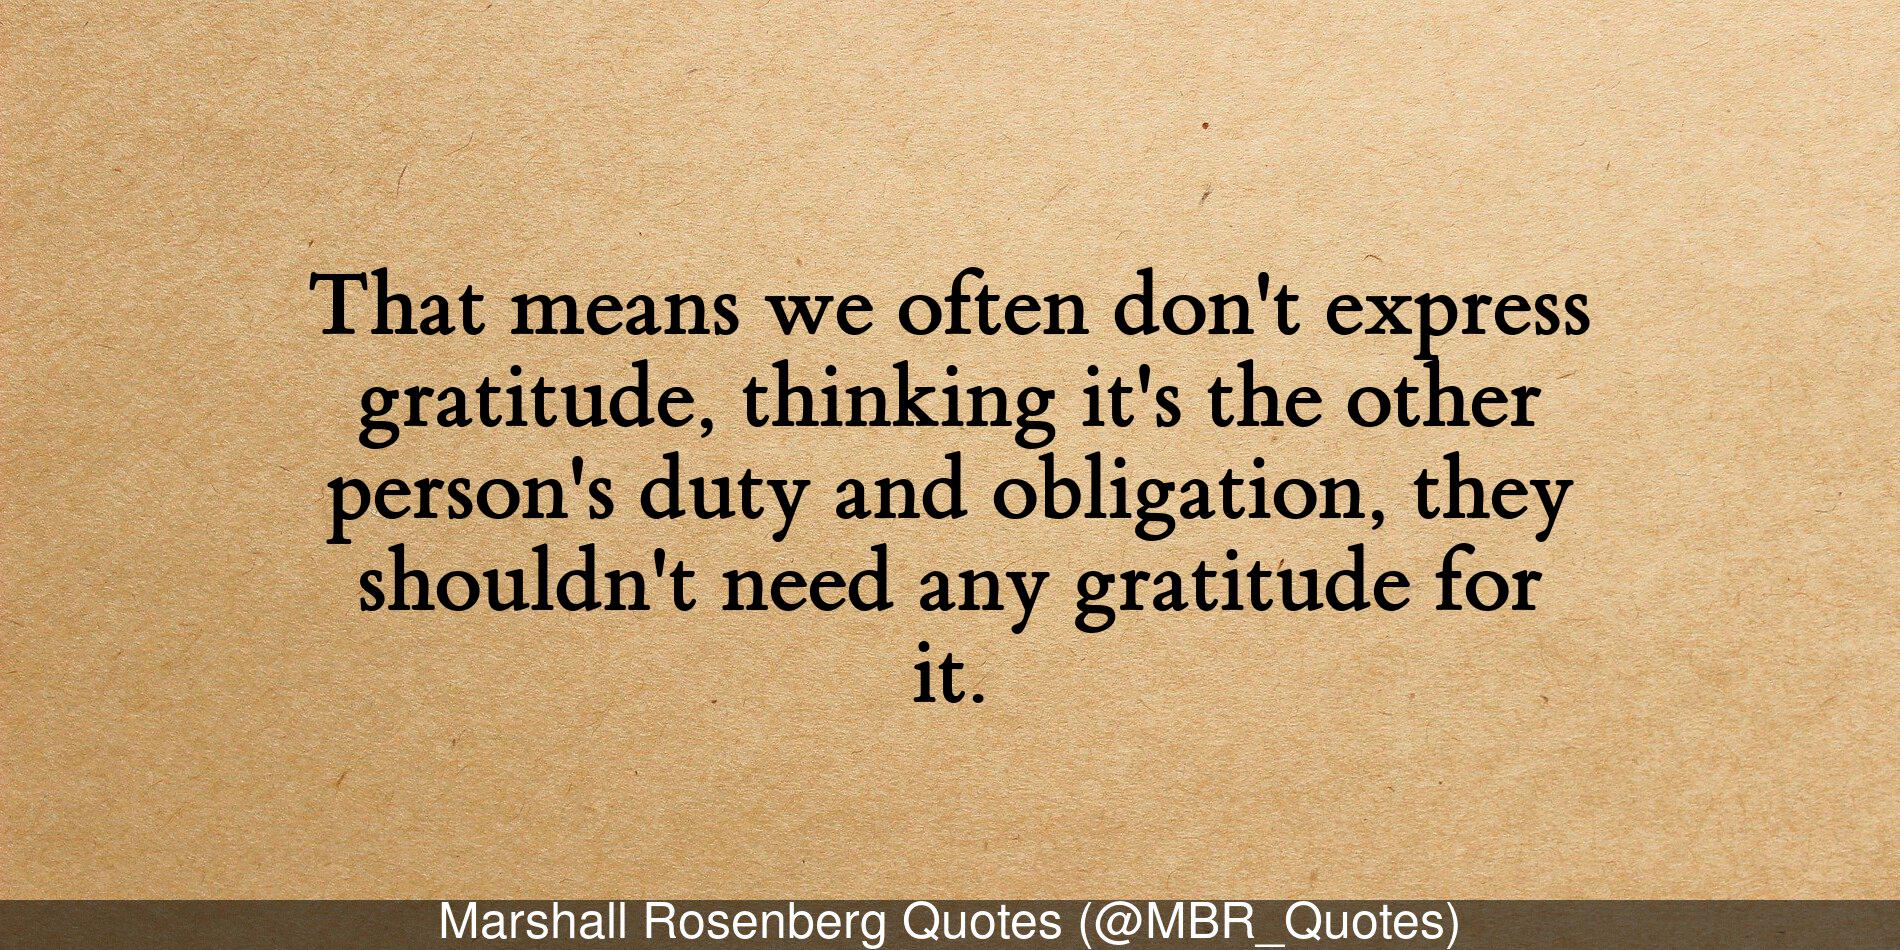 That means we often don't express
gratitude, thinking it's the other
person's duty and obligation, they
shouldn't need any gratitude for
it.
Marshall Rosenberg Quotes (@MBR_Quotes)